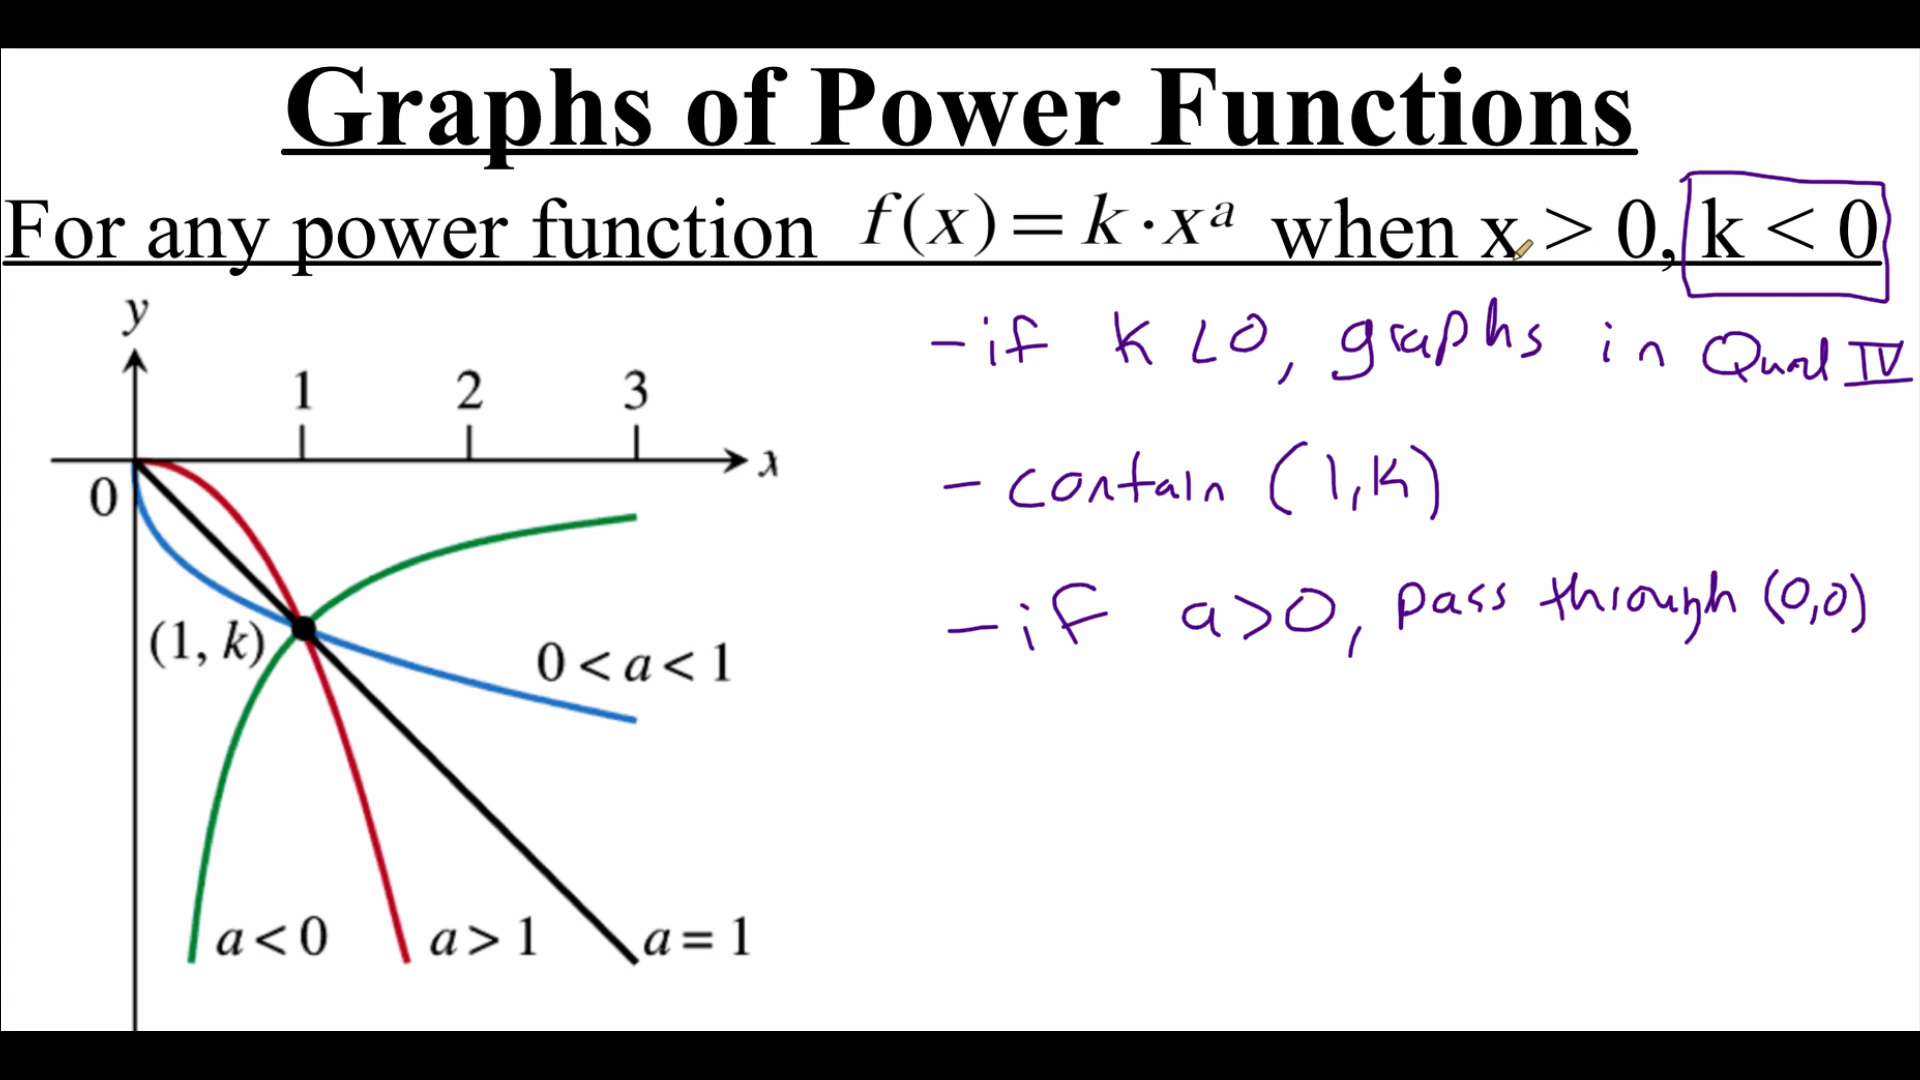 Graphs of Power Functions
For any power function f(x) = k · xᵃ when x > 0, k < 0
y
1 2 3
x
0
(1, k)
0 < a < 1
a < 0
a > 1
a = 1
- if k < 0, graphs in Quad IV
- contain (1, k)
- if a > 0, pass through (0,0)